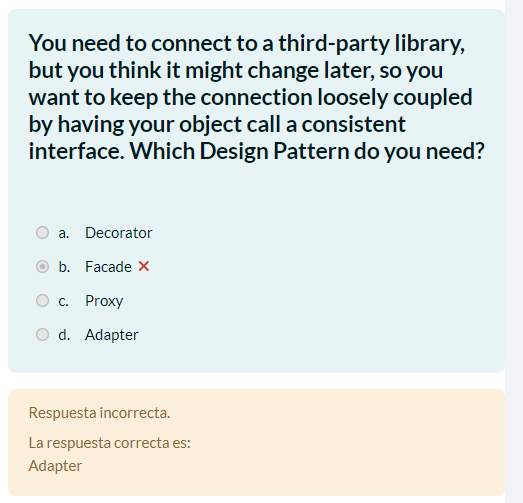 You need to connect to a third-party library,
but you think it might change later, so you
want to keep the connection loosely coupled
by having your object call a consistent
interface. Which Design Pattern do you need?
a. Decorator
b. Facade
c. Proxy
d. Adapter
Respuesta incorrecta.
La respuesta correcta es:
Adapter